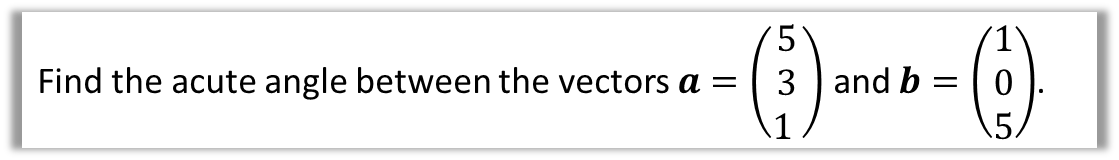 Find the acute angle between the vectors 𝒂 = (5 3 1) and 𝒃 = (1 0 5).